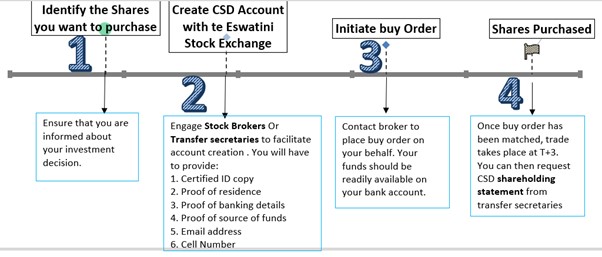 Identify the Shares
you want to purchase
1
Ensure that you are
informed about
your investment
decision.
Create CSD Account
with te Eswatini
Stock Exchange
2
Engage Stock Brokers Or
Transfer secretaries to facilitate
account creation . You will have
to provide:
1. Certified ID copy
2. Proof of residence
3. Proof of banking details
4. Proof of source of funds
5. Email address
6. Cell Number
Initiate buy Order
3
Contact broker to
place buy order on
your behalf. Your
funds should be
readily available on
your bank account.
Shares Purchased
4
Once buy order has
been matched, trade
takes place at T+3.
You can then request
CSD shareholding
statement from
transfer secretaries